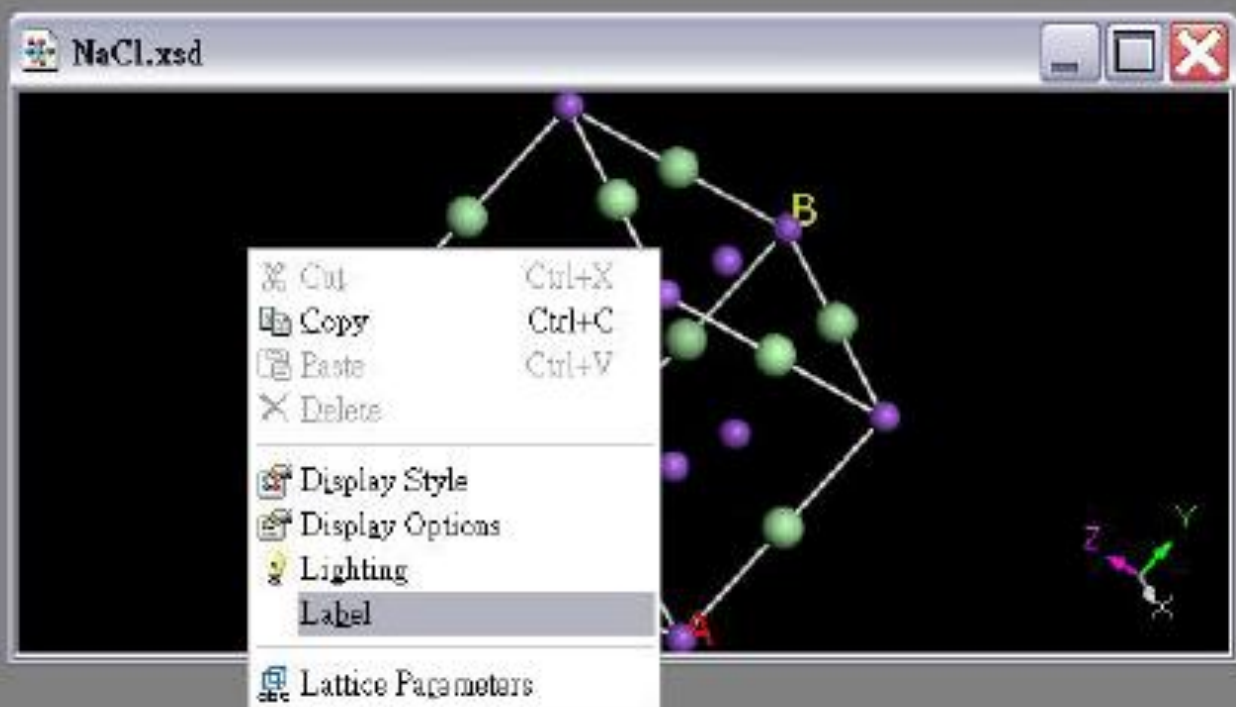 NaCl.xsd
B
Cut Ctrl+X
Copy Ctrl+C
Paste Ctrl+V
Delete
Display Style
Display Options
Lighting
Label
Lattice Parameters
Z
Y
X
A